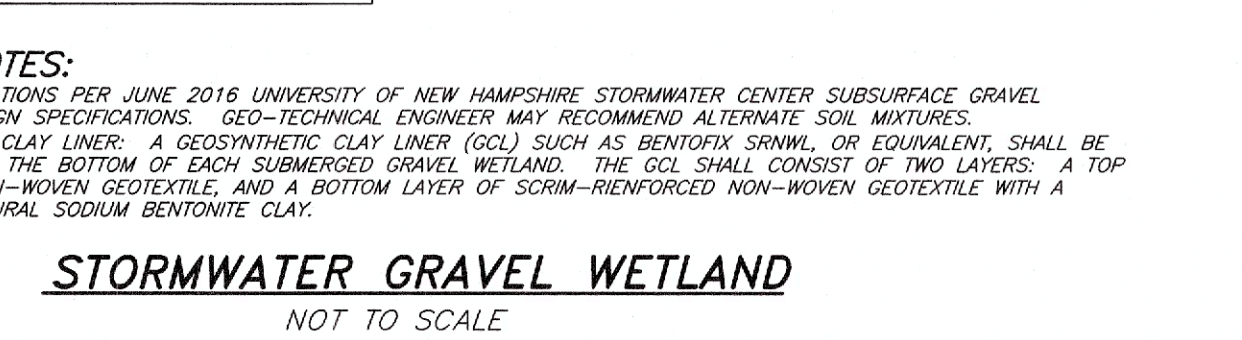 OTES:
TIONS PER JUNE 2016 UNIVERSITY OF NEW HAMPSHIRE STORMWATER CENTER SUBSURFACE GRAVEL
GN SPECIFICATIONS. GEO-TECHNICAL ENGINEER MAY RECOMMEND ALTERNATE SOIL MIXTURES.
CLAY LINER: A GEOSYNTHETIC CLAY LINER (GCL) SUCH AS BENTOFIX SRNWL, OR EQUIVALENT, SHALL BE
THE BOTTOM OF EACH SUBMERGED GRAVEL WETLAND. THE GCL SHALL CONSIST OF TWO LAYERS: A TOP
N-WOVEN GEOTEXTILE, AND A BOTTOM LAYER OF SCRIM-RIENFORCED NON-WOVEN GEOTEXTILE WITH A
URAL SODIUM BENTONITE CLAY.
STORMWATER GRAVEL WETLAND
NOT TO SCALE